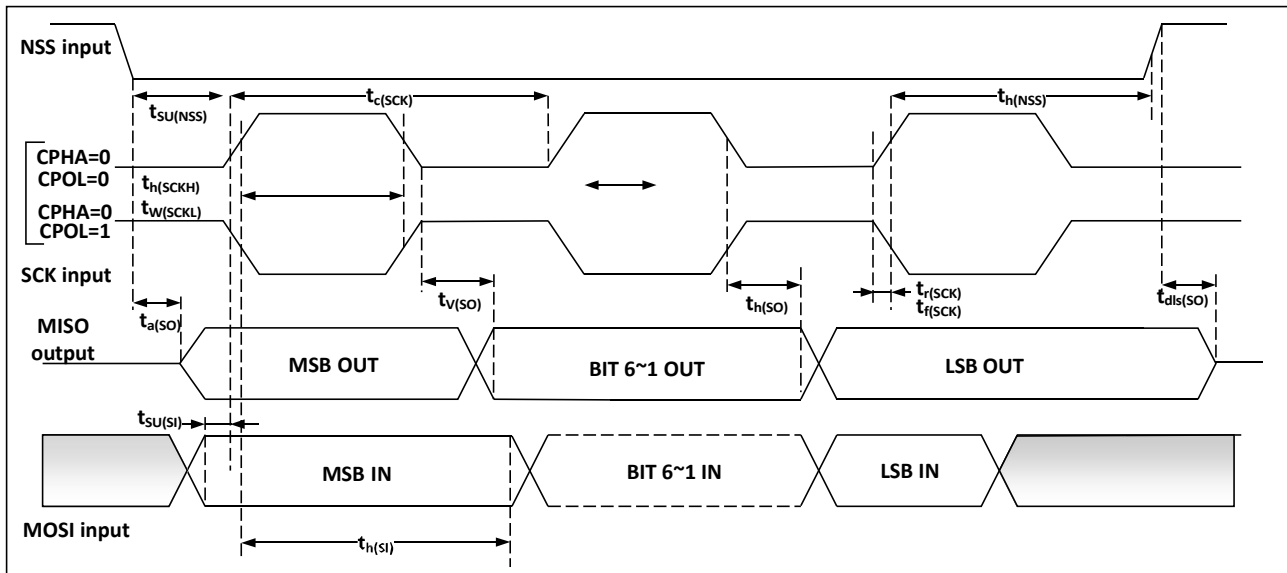 NSS input
tSU(NSS)
tc(SCK)
th(NSS)
CPHA=0
CPOL=0
th(SCKH)
tW(SCKL)
CPHA=0
CPOL=1
SCK input
ta(SO)
tV(SO)
th(SO)
tr(SCK)
tf(SCK)
tdls(SO)
MISO
output
MSB OUT
BIT 6~1 OUT
LSB OUT
tSU(SI)
MSB IN
BIT 6~1 IN
LSB IN
MOSI input
th(SI)